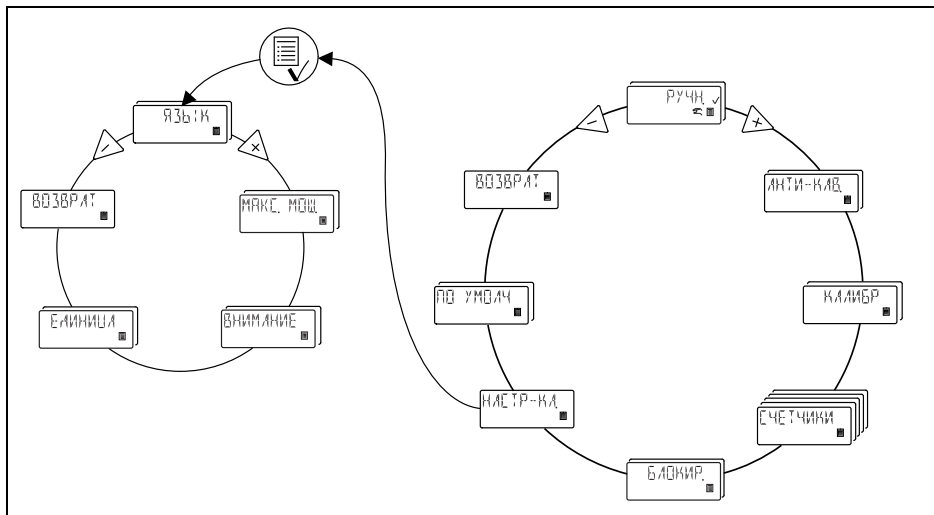 ЯЗЫК
МАКС. МОЩ.
ВНИМАНИЕ
ЕДИНИЦА
ВОЗВРАТ
РУЧН.
АНТИ-КАВ.
КАЛИБР
СЧЕТЧИКИ
БЛОКИР.
НАСТР-КА.
ПО УМОЛЧ
ВОЗВРАТ